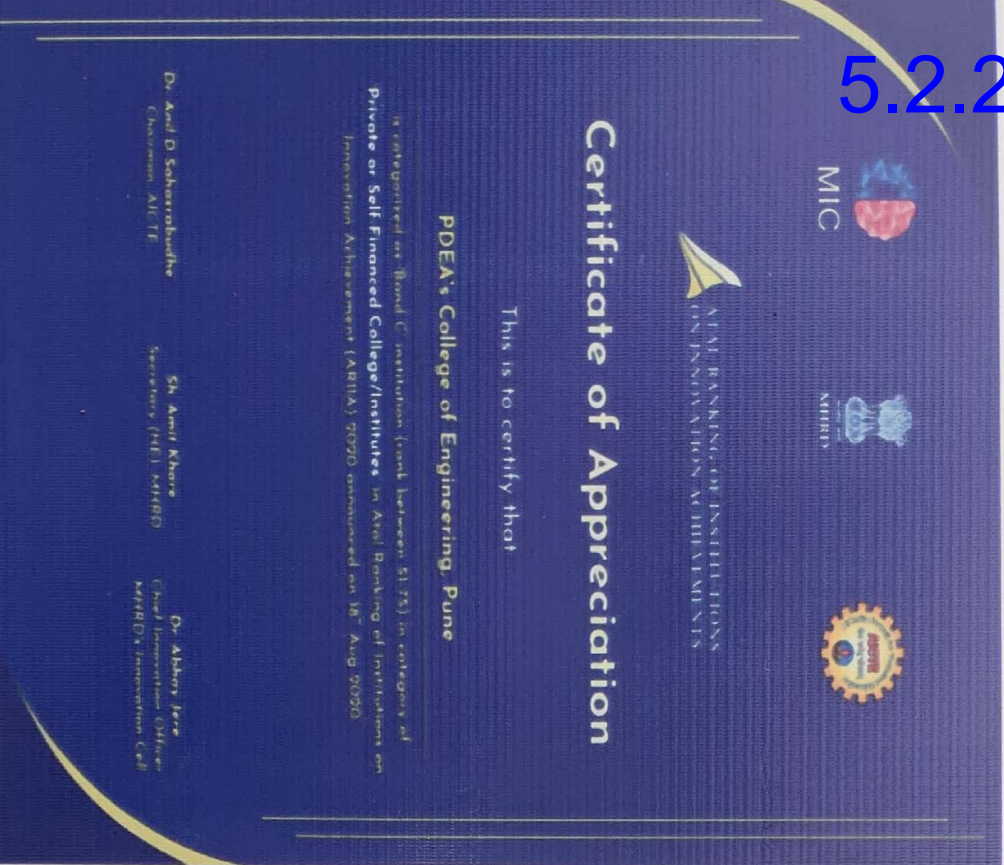 5.2.2
MIC
MHRD
AICTE
ATAL RANKING OF INSTITUTIONS
ON INNOVATION ACHIEVEMENTS
Certificate of Appreciation
This is to certify that
PDEA's College of Engineering, Pune
is categorized as 'Band C' institution (rank between 51-75) in category of
Private or Self Financed College/Institutes in Atal Ranking of Institutions on
Innovation Achievement (ARIIA) 2020 announced on 18th Aug 2020
Dr Anil D Sahasrabudhe
Chairman AICTE
Sh Amit Khare
Secretary (HE) MHRD
Dr Abhay Jere
Chief Innovation Officer
MHRD's Innovation Cell